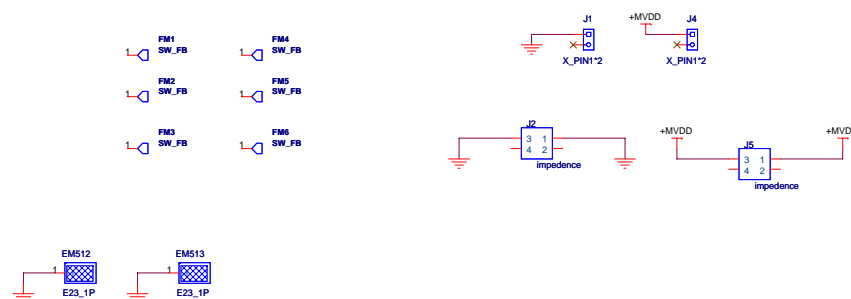 J1
+MVDD
J4
X_PIN1*2
X_PIN1*2
FM1
1
SW_FB
FM4
1
SW_FB
FM2
1
SW_FB
FM5
1
SW_FB
FM3
1
SW_FB
FM6
1
SW_FB
J2
3 1
4 2
impedence
+MVDD
+MVD
J5
3 1
4 2
impedence
EM512
1
E23_1P
EM513
1
E23_1P